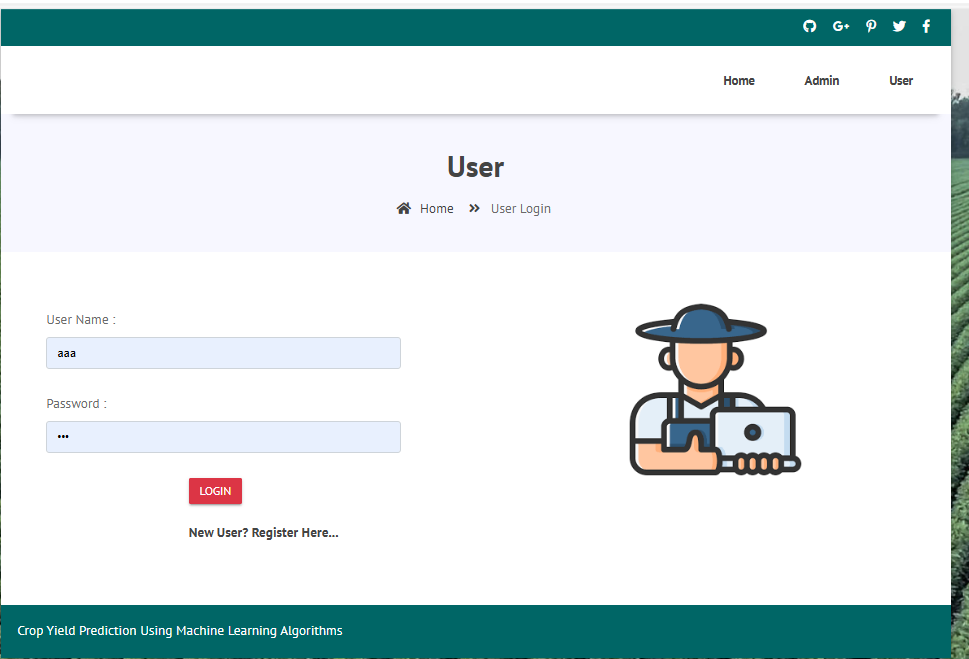 Home Admin User
User
Home » User Login
User Name :
aaa
Password :
•••
LOGIN
New User? Register Here...
Crop Yield Prediction Using Machine Learning Algorithms